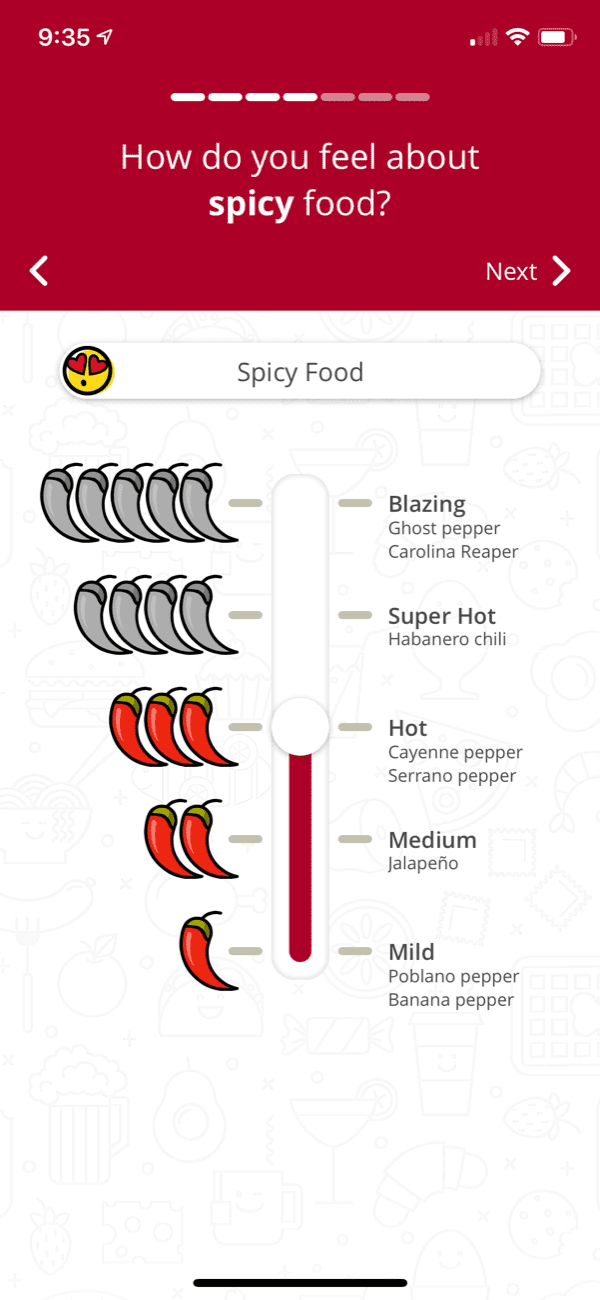 9:35
How do you feel about
spicy food?
Next
Spicy Food
Blazing
Ghost pepper
Carolina Reaper
Super Hot
Habanero chili
Hot
Cayenne pepper
Serrano pepper
Medium
Jalapeño
Mild
Poblano pepper
Banana pepper